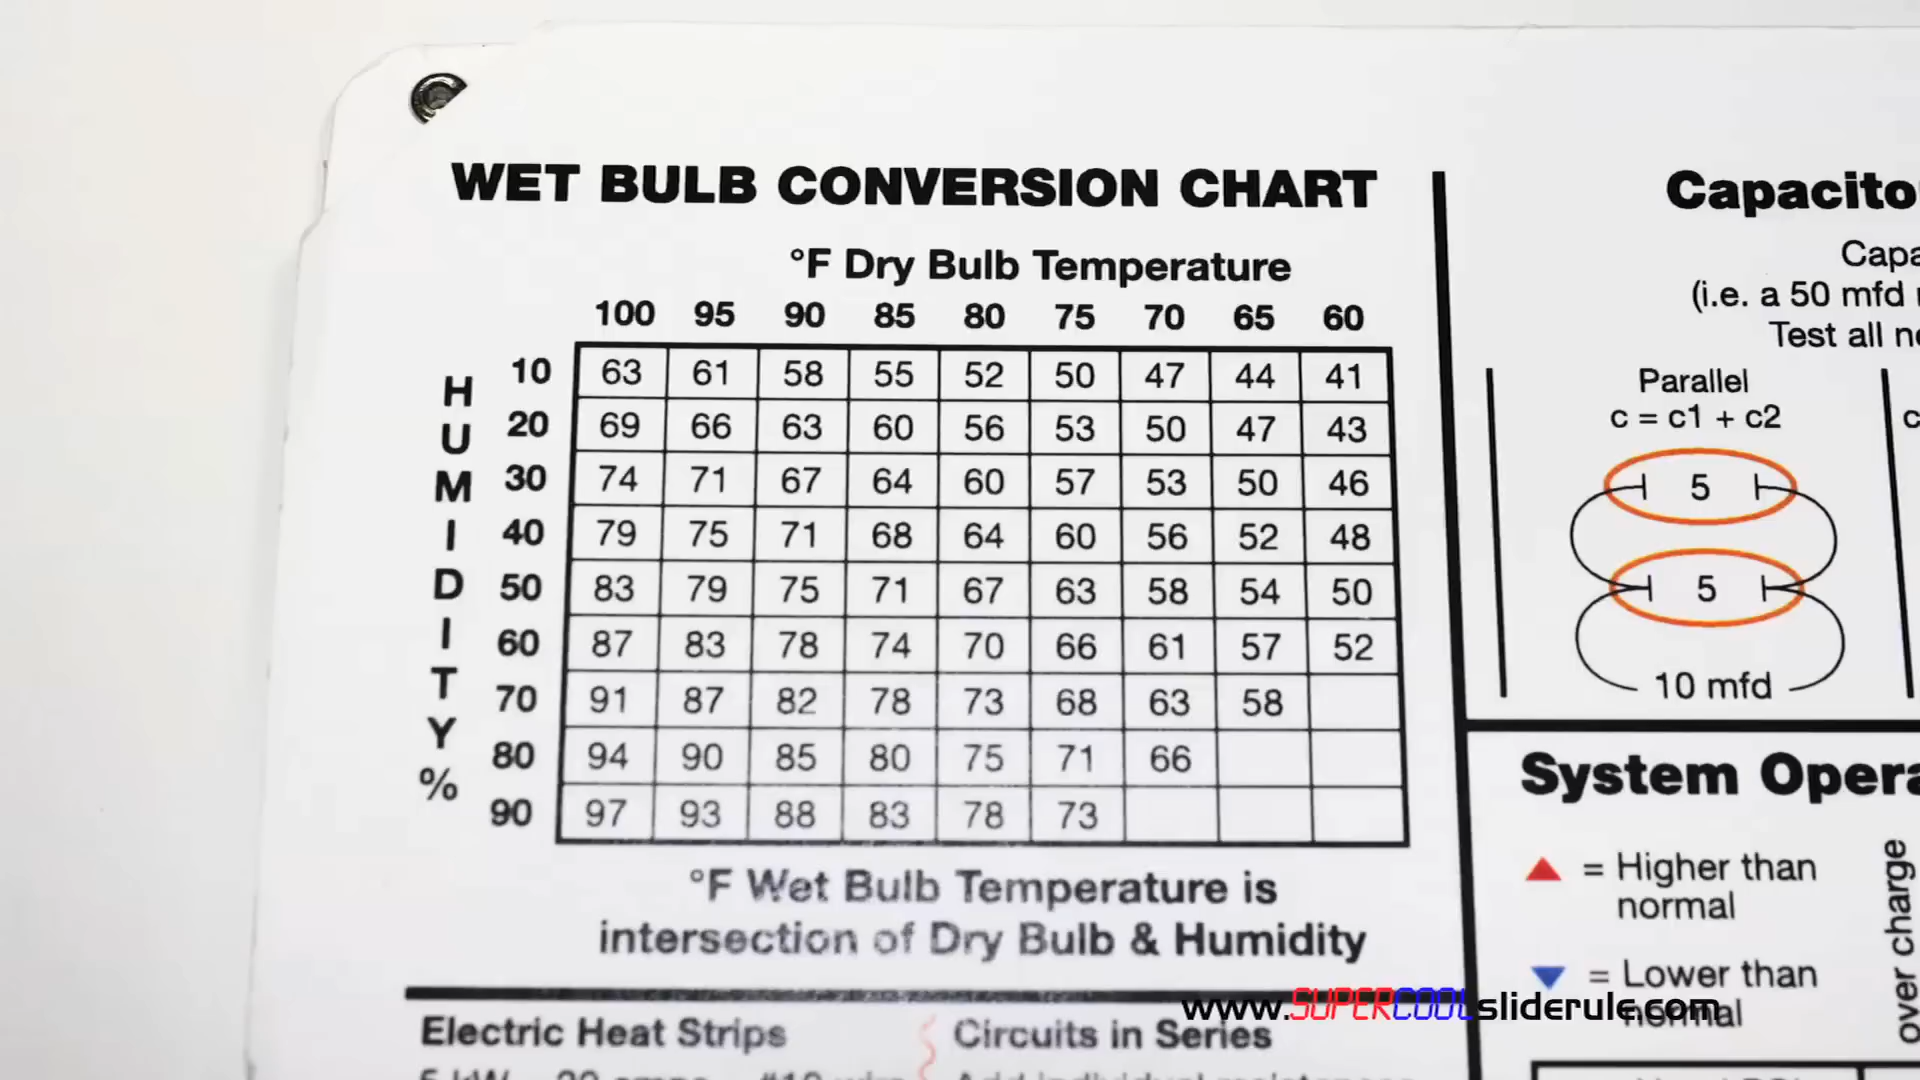 WET BULB CONVERSION CHART
°F Dry Bulb Temperature
100 95 90 85 80 75 70 65 60
HUMIDITY %
10 63 61 58 55 52 50 47 44 41
20 69 66 63 60 56 53 50 47 43
30 74 71 67 64 60 57 53 50 46
40 79 75 71 68 64 60 56 52 48
50 83 79 75 71 67 63 58 54 50
60 87 83 78 74 70 66 61 57 52
70 91 87 82 78 73 68 63 58
80 94 90 85 80 75 71 66
90 97 93 88 83 78 73
°F Wet Bulb Temperature is
intersection of Dry Bulb & Humidity
Electric Heat Strips
Circuits in Series
(i.e. a 50 mfd
Test all
Parallel
c = c1 + c2
5
5
10 mfd
System
= Higher than
normal
= Lower than
normal
over charge
www.SUPERCOOLsliderule.com